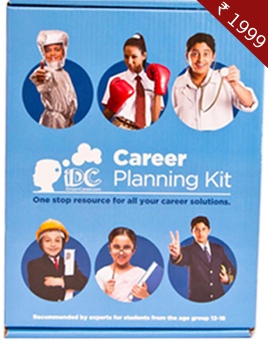 ₹ 1999
iDC
Career
Planning Kit
One stop resource for all your career solutions.
Recommended by experts for students from the age group 13-18